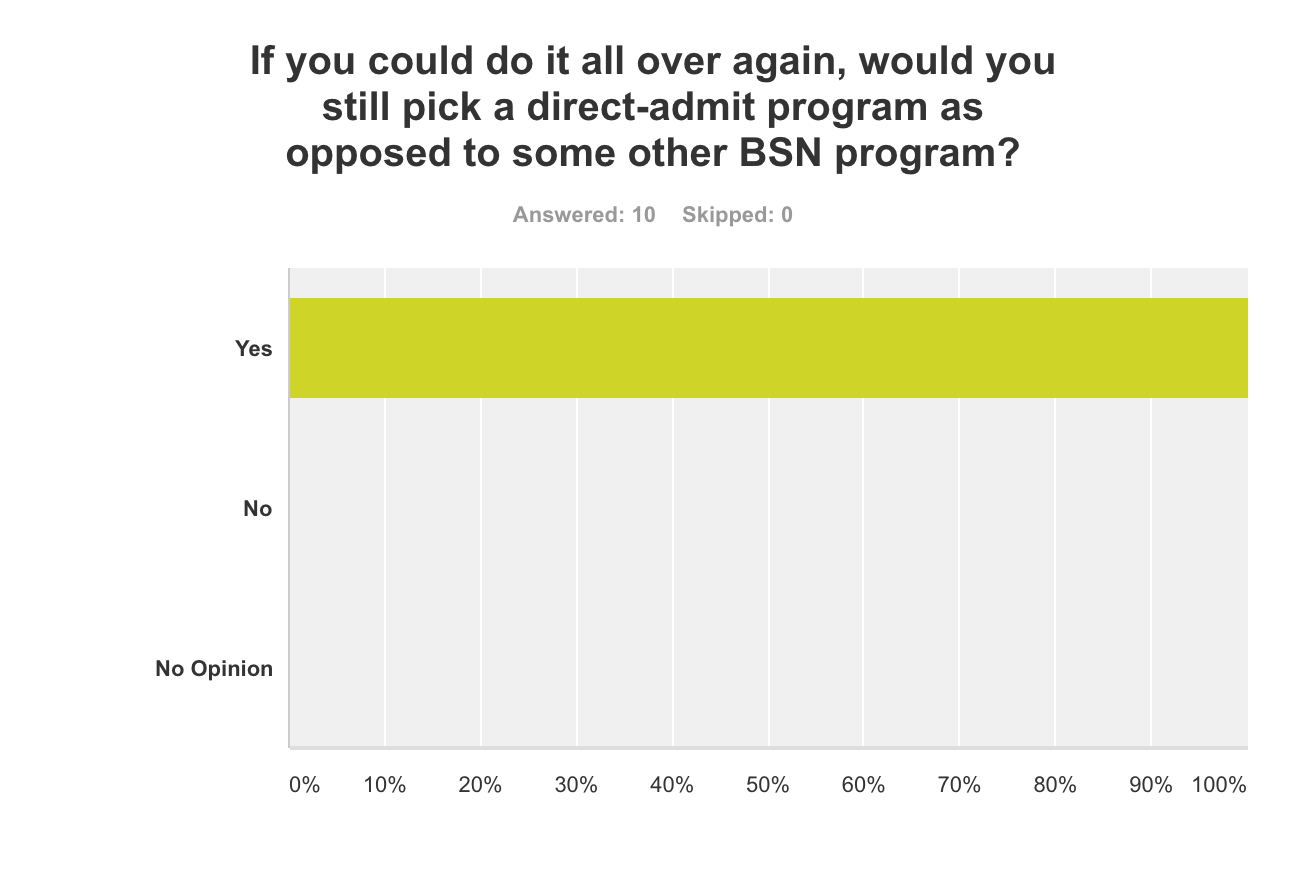 If you could do it all over again, would you
still pick a direct-admit program as
opposed to some other BSN program?
Answered: 10 Skipped: 0
Yes
No
No Opinion
0% 10% 20% 30% 40% 50% 60% 70% 80% 90% 100%